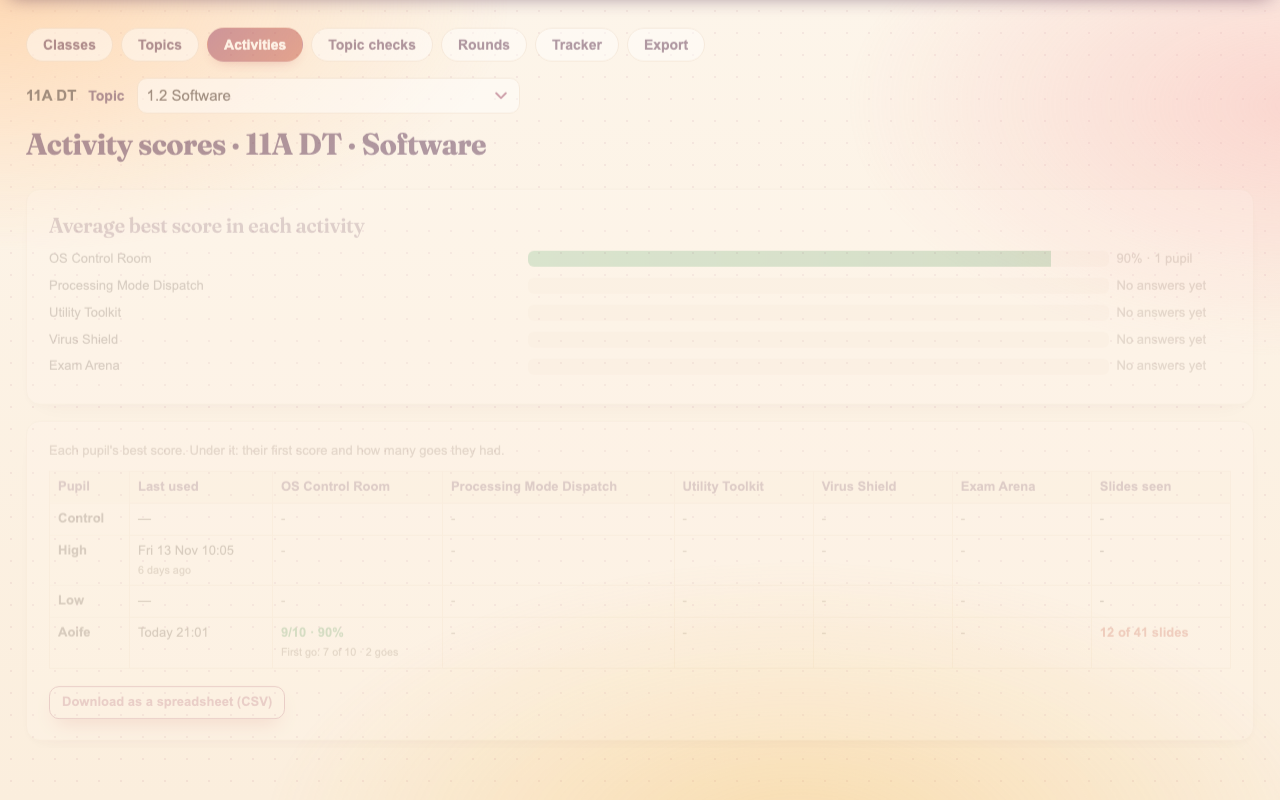 Classes Topics Activities Topic checks Rounds Tracker Export
11A DT Topic 1.2 Software
Activity scores · 11A DT · Software
Average best score in each activity
OS Control Room 90% · 1 pupil
Processing Mode Dispatch No answers yet
Utility Toolkit No answers yet
Virus Shield No answers yet
Exam Arena No answers yet
Each pupil's best score. Under it: their first score and how many goes they had.
Pupil Last used OS Control Room Processing Mode Dispatch Utility Toolkit Virus Shield Exam Arena Slides seen
Control — - - - - - -
High Fri 13 Nov 10:05 - - - - - -
6 days ago
Low — - - - - - -
Aoife Today 21:01 9/10 · 90% - - - - 12 of 41 slides
First go: 7 of 10 · 2 goes
Download as a spreadsheet (CSV)